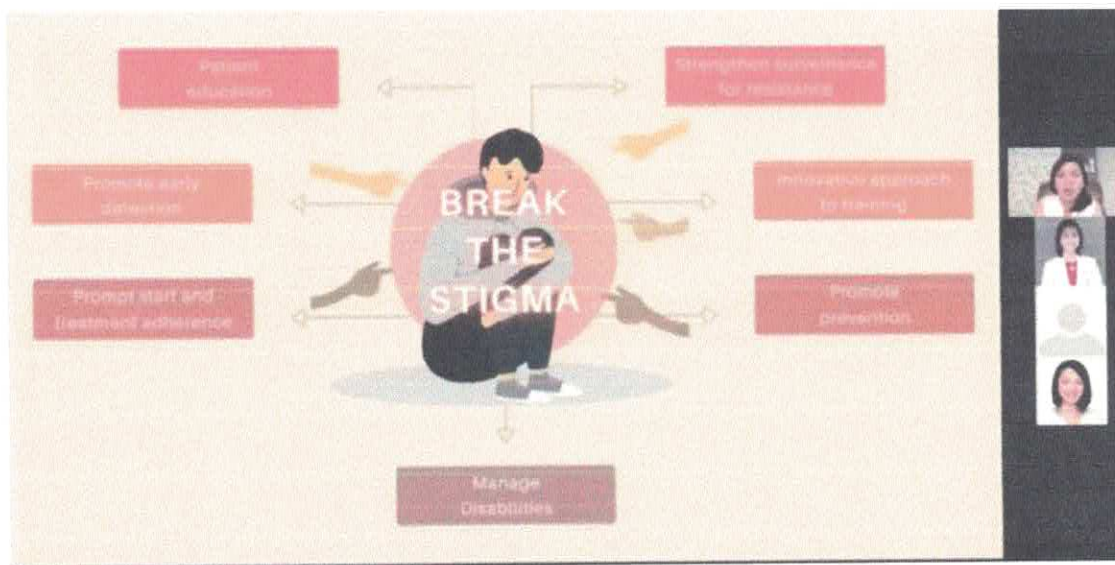 Patient
education
Strengthen surveillance
for resistance
Promote early
detection
Innovative approach
to training
BREAK
THE
STIGMA
Prompt start and
treatment adherence
Promote
prevention
Manage
Disabilities